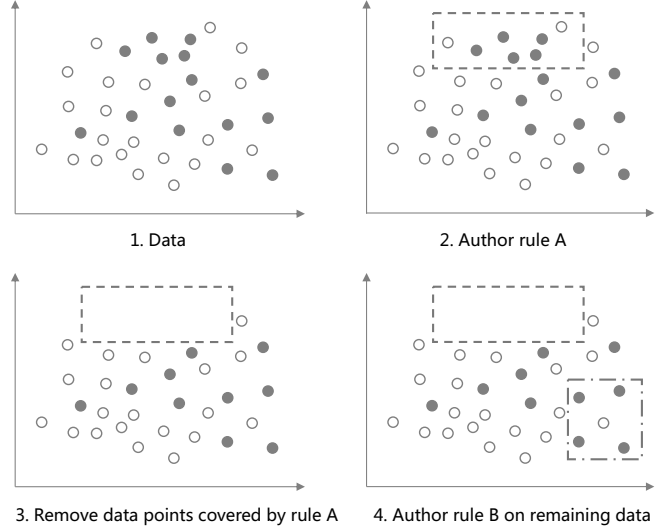 1. Data
2. Author rule A
3. Remove data points covered by rule A
4. Author rule B on remaining data